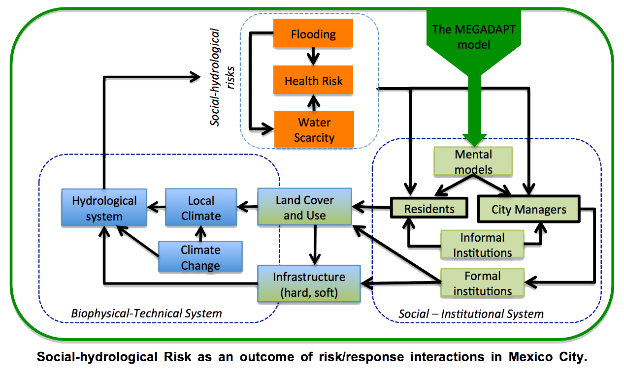 The MEGADAPT
model
Social-hydrological
risks
Flooding
Health Risk
Water
Scarcity
Mental
models
Hydrological
system
Local
Climate
Land Cover
and Use
Residents
City Managers
Climate
Change
Informal
Institutions
Infrastructure
(hard, soft)
Formal
institutions
Biophysical-Technical System
Social – Institutional System
Social-hydrological Risk as an outcome of risk/response interactions in Mexico City.